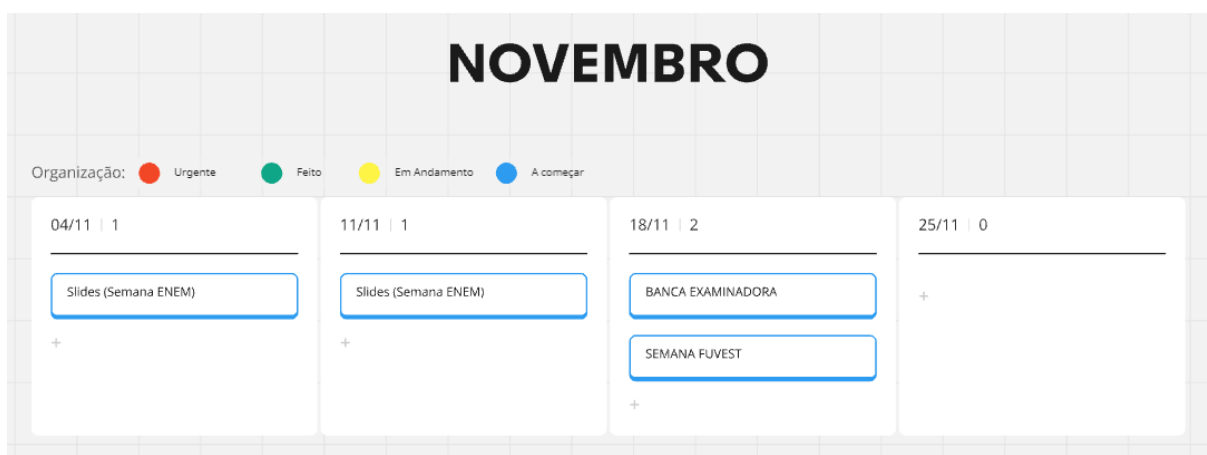 NOVEMBRO
Organização: Urgente Feito Em Andamento A começar
04/11 | 1
Slides (Semana ENEM)
+
11/11 | 1
Slides (Semana ENEM)
+
18/11 | 2
BANCA EXAMINADORA
SEMANA FUVEST
+
25/11 | 0
+